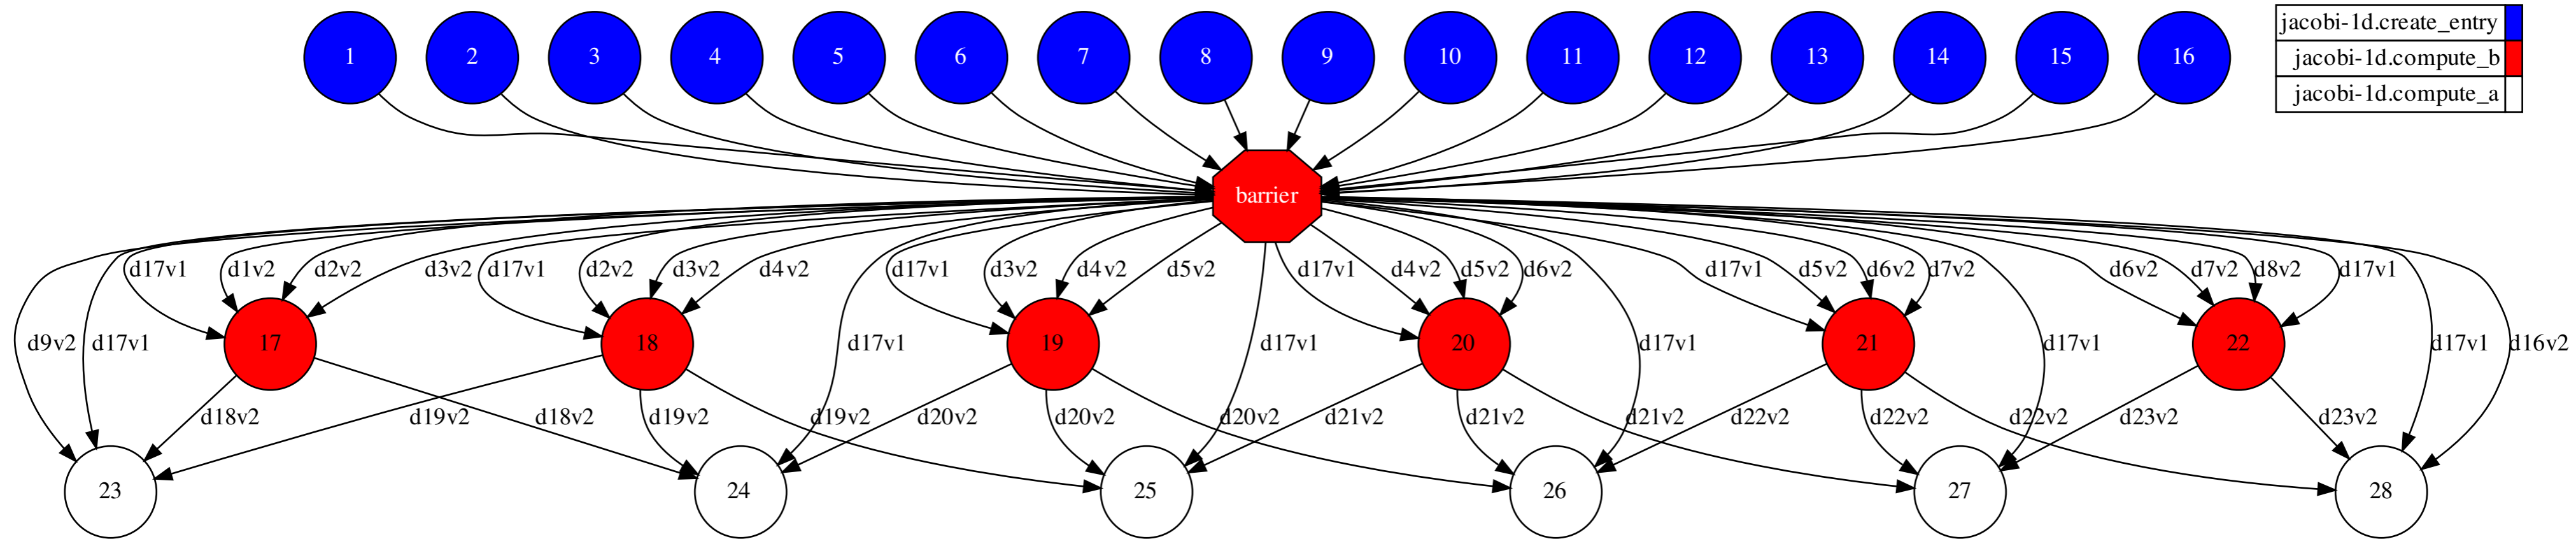 1 2 3 4 5 6 7 8 9 10 11 12 13 14 15 16
jacobi-1d.create_entry
jacobi-1d.compute_b
jacobi-1d.compute_a
barrier
d17v1 d1v2 d2v2 d3v2 d17v1 d2v2 d3v2 d4v2 d17v1 d3v2 d4v2 d5v2 d17v1 d4v2 d5v2 d6v2 d17v1 d5v2 d6v2 d7v2 d6v2 d7v2 d8v2 d17v1
d9v2 d17v1 17 18 d17v1 19 d17v1 20 d17v1 21 d17v1 22 d17v1 d16v2
d18v2 d19v2 d18v2 d19v2 d19v2 d20v2 d20v2 d20v2 d21v2 d21v2 d21v2 d22v2 d22v2 d22v2 d23v2 d23v2
23 24 25 26 27 28